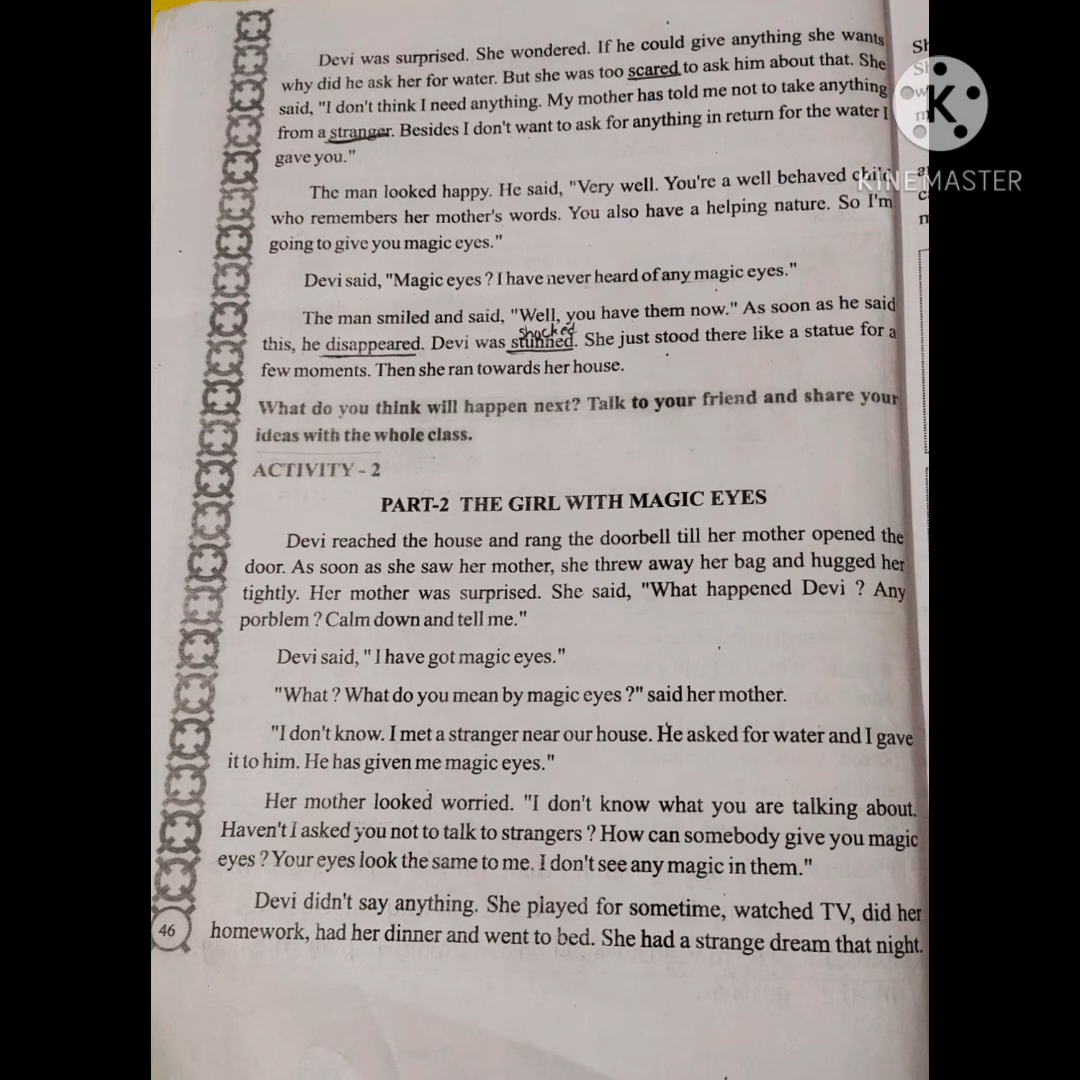 Devi was surprised. She wondered. If he could give anything she wants
why did he ask her for water. But she was too scared to ask him about that. She
said, "I don't think I need anything. My mother has told me not to take anything
from a stranger. Besides I don't want to ask for anything in return for the water I
gave you."
The man looked happy. He said, "Very well. You're a well behaved child
who remembers her mother's words. You also have a helping nature. So I'm
going to give you magic eyes."
Devi said, "Magic eyes ? I have never heard of any magic eyes."
The man smiled and said, "Well, you have them now." As soon as he said
shocked
this, he disappeared. Devi was stunned. She just stood there like a statue for a
few moments. Then she ran towards her house.
What do you think will happen next? Talk to your friend and share your
ideas with the whole class.
ACTIVITY - 2
PART-2 THE GIRL WITH MAGIC EYES
Devi reached the house and rang the doorbell till her mother opened the
door. As soon as she saw her mother, she threw away her bag and hugged her
tightly. Her mother was surprised. She said, "What happened Devi ? Any
porblem ? Calm down and tell me."
Devi said, " I have got magic eyes."
"What ? What do you mean by magic eyes ?" said her mother.
"I don't know. I met a stranger near our house. He asked for water and I gave
it to him. He has given me magic eyes."
Her mother looked worried. "I don't know what you are talking about.
Haven't I asked you not to talk to strangers ? How can somebody give you magic
eyes ? Your eyes look the same to me. I don't see any magic in them."
Devi didn't say anything. She played for sometime, watched TV, did her
homework, had her dinner and went to bed. She had a strange dream that night.
46
K
KINEMASTER